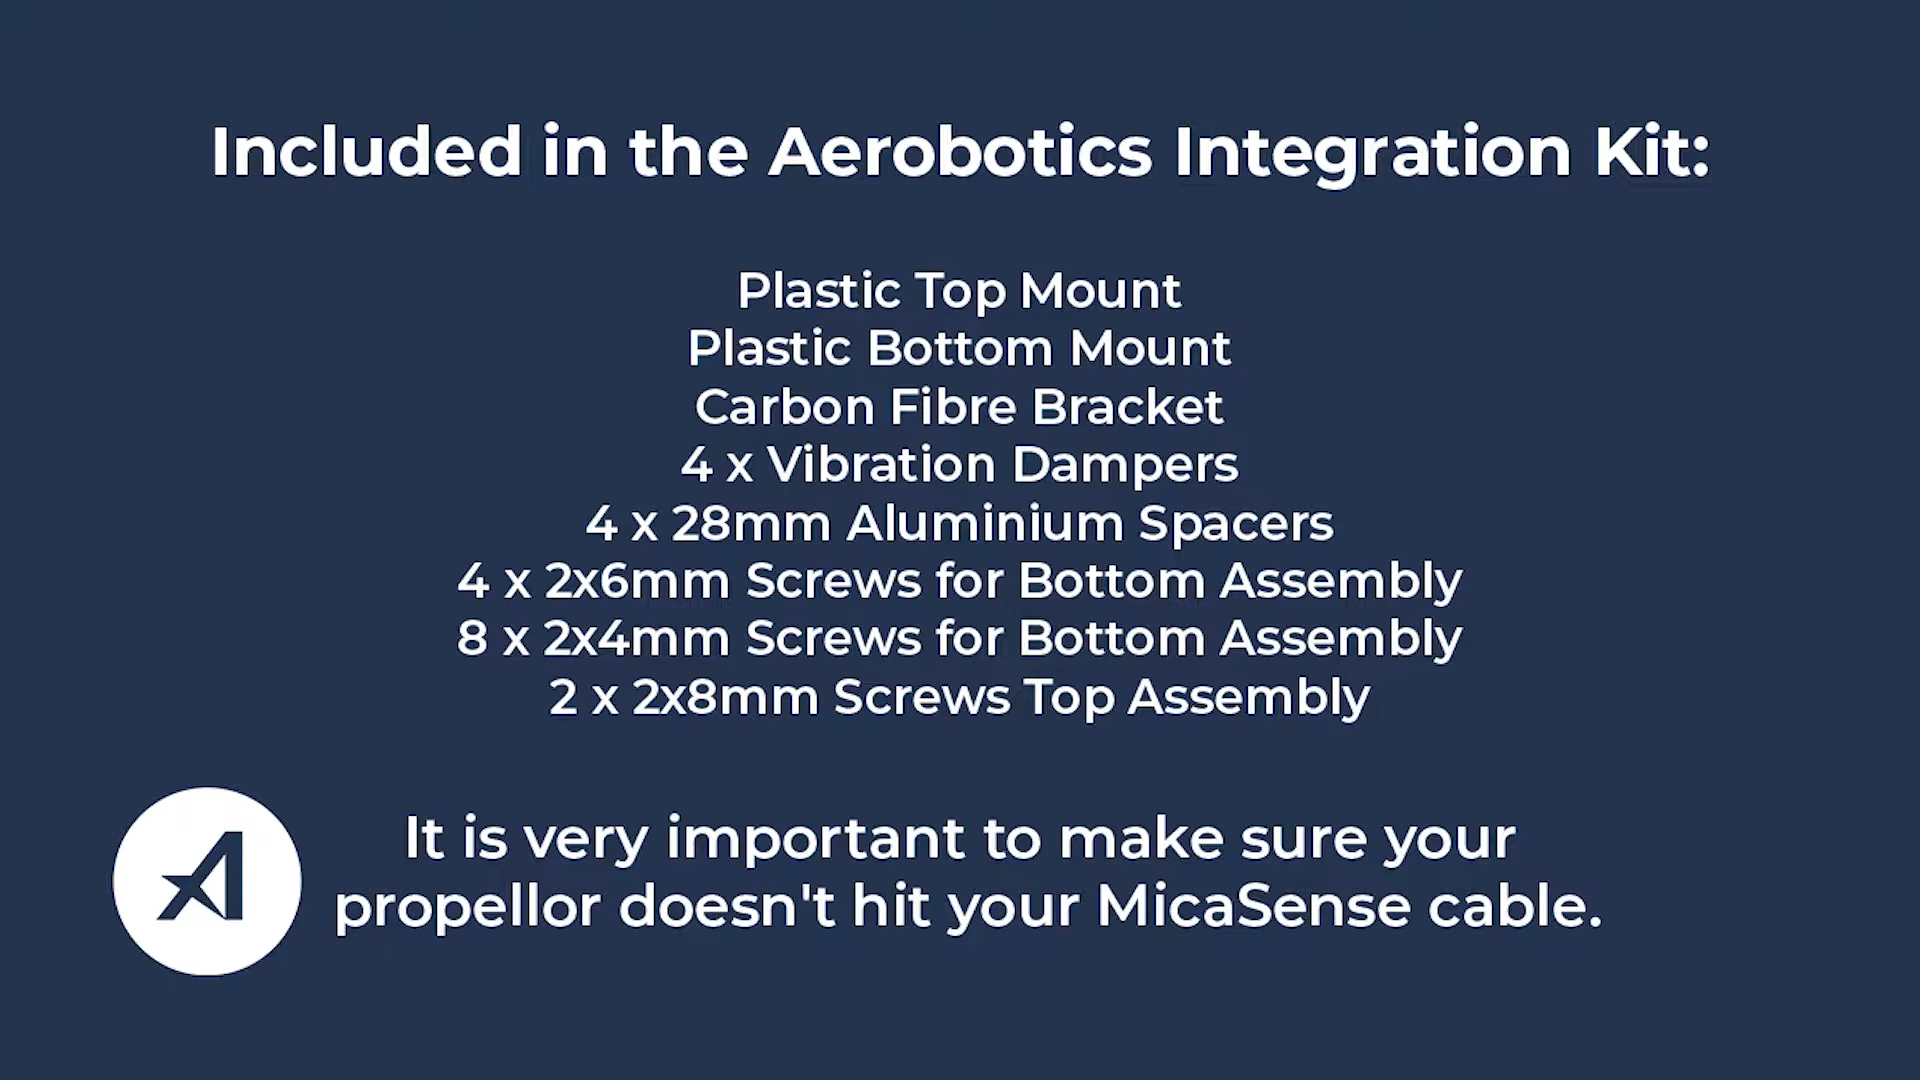 Included in the Aerobotics Integration Kit:
Plastic Top Mount
Plastic Bottom Mount
Carbon Fibre Bracket
4 x Vibration Dampers
4 x 28mm Aluminium Spacers
4 x 2x6mm Screws for Bottom Assembly
8 x 2x4mm Screws for Bottom Assembly
2 x 2x8mm Screws Top Assembly
It is very important to make sure your
propellor doesn't hit your MicaSense cable.